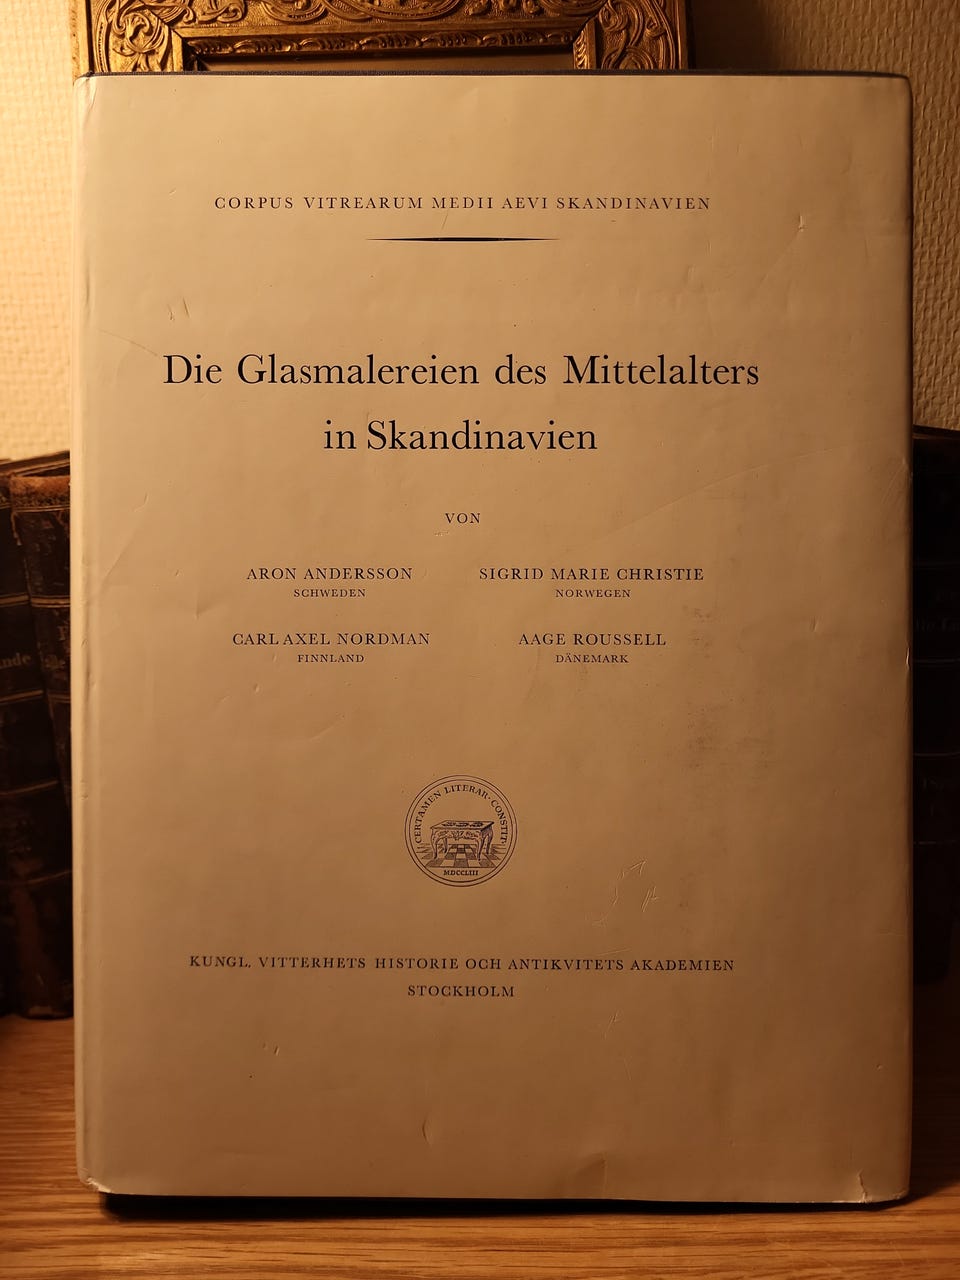 CORPUS VITREARUM MEDII AEVI SKANDINAVIEN
Die Glasmalereien des Mittelalters
in Skandinavien
VON
ARON ANDERSSON
SCHWEDEN
SIGRID MARIE CHRISTIE
NORWEGEN
CARL AXEL NORDMAN
FINNLAND
AAGE ROUSSELL
DÄNEMARK
CERTAMEN LITERAR· CONSTIT·
MDCCLIII
KUNGL. VITTERHETS HISTORIE OCH ANTIKVITETS AKADEMIEN
STOCKHOLM